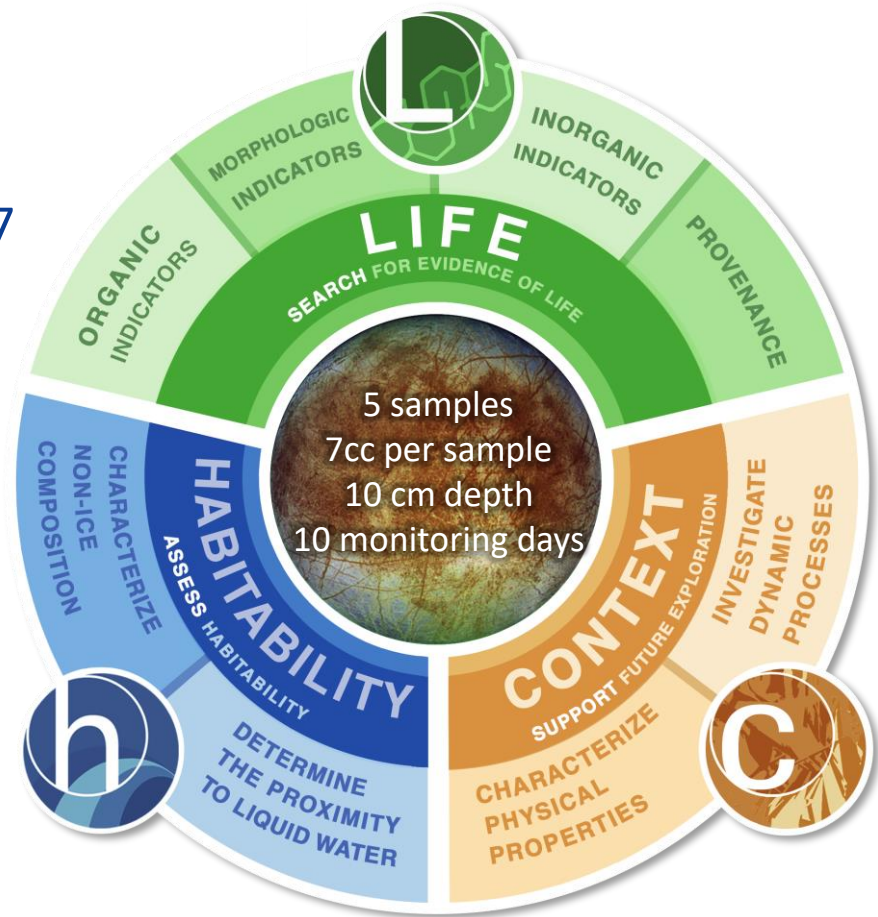 L
ORGANIC
INDICATORS
MORPHOLOGIC
INDICATORS
INORGANIC
INDICATORS
PROVENANCE
LIFE
SEARCH FOR EVIDENCE OF LIFE
7
5 samples
7cc per sample
10 cm depth
10 monitoring days
CHARACTERIZE
NON-ICE
COMPOSITION
HABITABILITY
ASSESS HABITABILITY
DETERMINE
THE PROXIMITY
TO LIQUID WATER
h
CONTEXT
SUPPORT FUTURE EXPLORATION
INVESTIGATE
DYNAMIC
PROCESSES
CHARACTERIZE
PHYSICAL
PROPERTIES
C